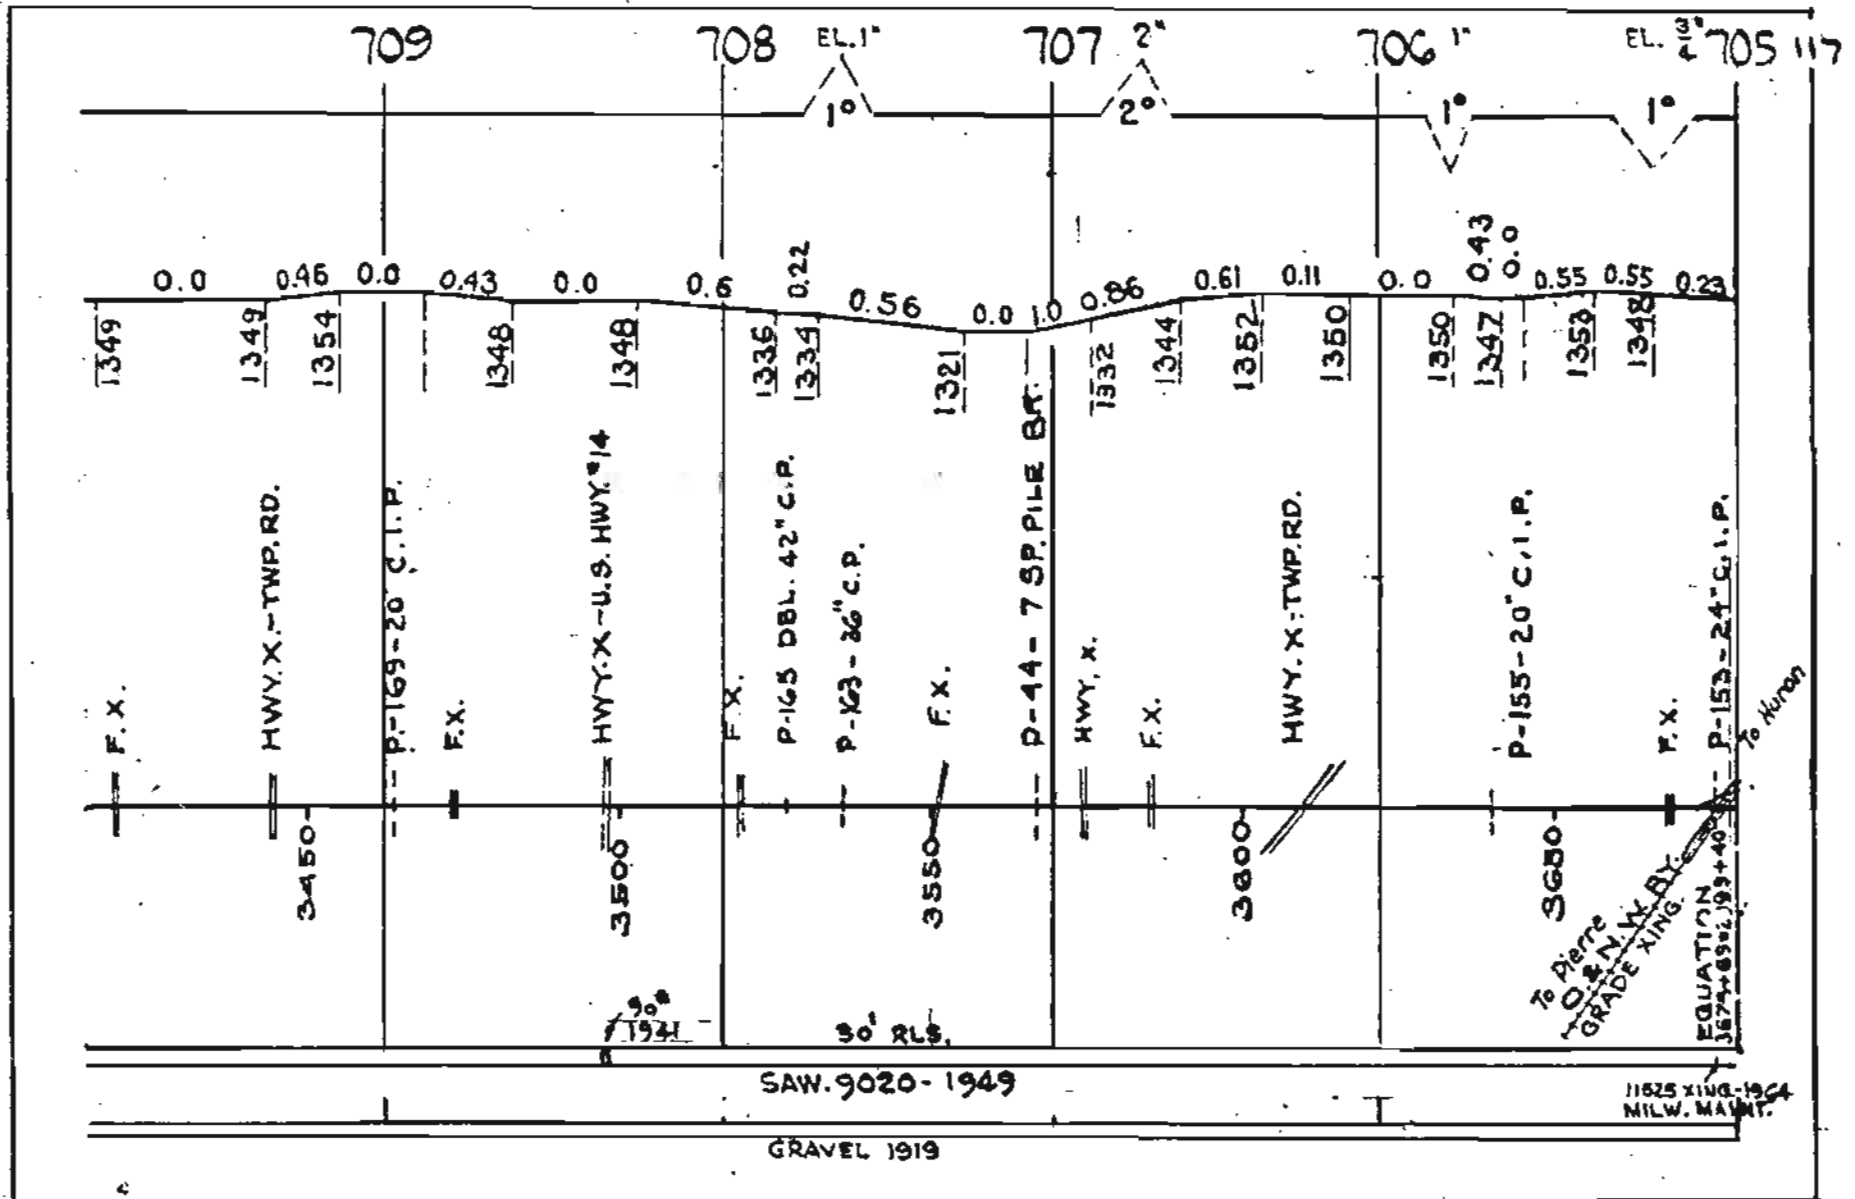 709 708 EL.1" 707 2" 706 1" EL. 3/4" 705 117
1° 2° 1° 1°
0.0 0.46 0.0 0.43 0.0 0.6 0.22 0.56 0.0 1.0 0.86 0.61 0.11 0.0 0.43 0.0 0.55 0.55 0.23
1349 1349 1354 1348 1348 1336 1334 1321 1332 1344 1352 1350 1350 1347 1353 1348
F.X.
HWY.X.-TWP.RD.
P.-169-20" C.I.P.
F.X.
HWY.X-U.S.HWY.#14
F.X.
P-165 DBL. 42" C.P.
P-163-36" C.P.
F.X.
D-44-7 SP.PILE BR.
HWY. X.
F.X.
HWY.X-TWP.RD.
P-155-20" C.I.P.
F.X.
P-153-24" C.I.P.
To Huron
3450 3500 3550 3600 3650
To Pierre
C.&N.W. RY.
GRADE XING.
EQUATION
90#
1941
90# RLS.
SAW.9020-1949
11525 XING-1964
MILW. MAINT.
GRAVEL 1919